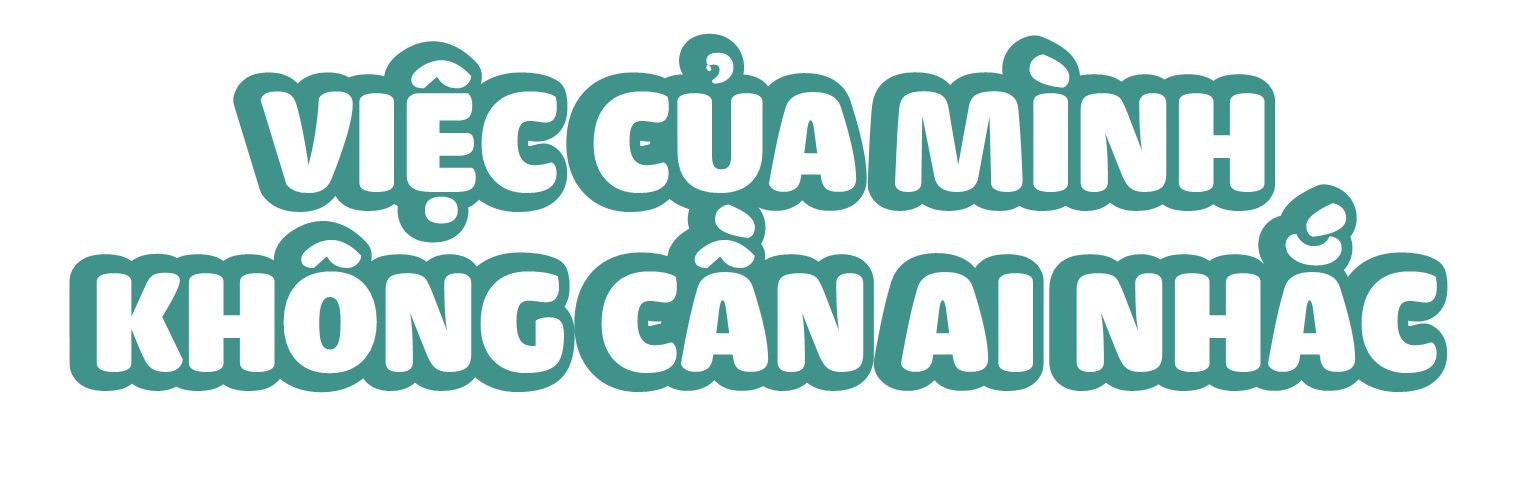 VIỆC CỦA MÌNH
KHÔNG CẦN AI NHẮC